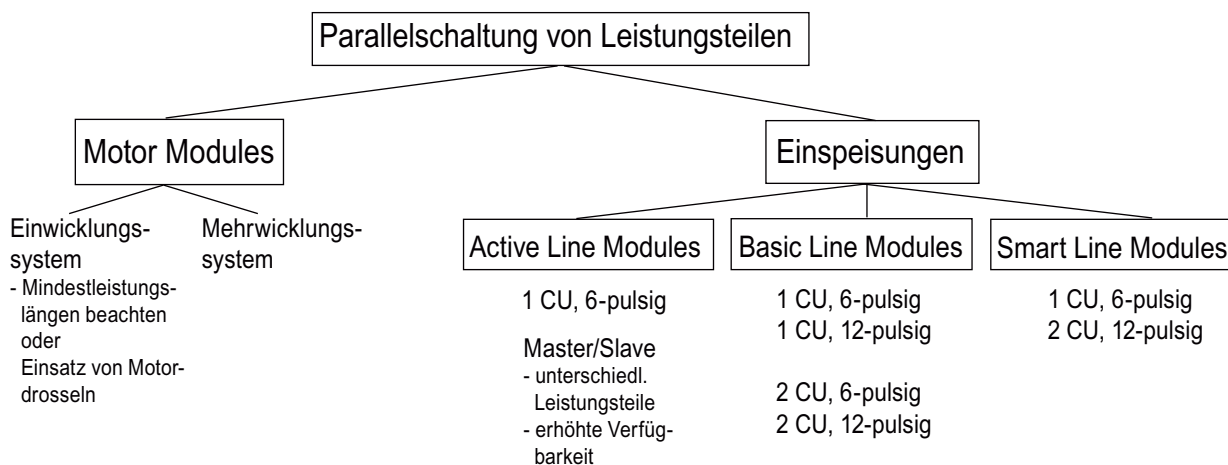 Parallelschaltung von Leistungsteilen
Motor Modules
Einspeisungen
Einwicklungs-
system
- Mindestleistungs-
längen beachten
oder
Einsatz von Motor-
drosseln
Mehrwicklungs-
system
Active Line Modules
1 CU, 6-pulsig
Master/Slave
- unterschiedl.
Leistungsteile
- erhöhte Verfüg-
barkeit
Basic Line Modules
1 CU, 6-pulsig
1 CU, 12-pulsig
2 CU, 6-pulsig
2 CU, 12-pulsig
Smart Line Modules
1 CU, 6-pulsig
2 CU, 12-pulsig